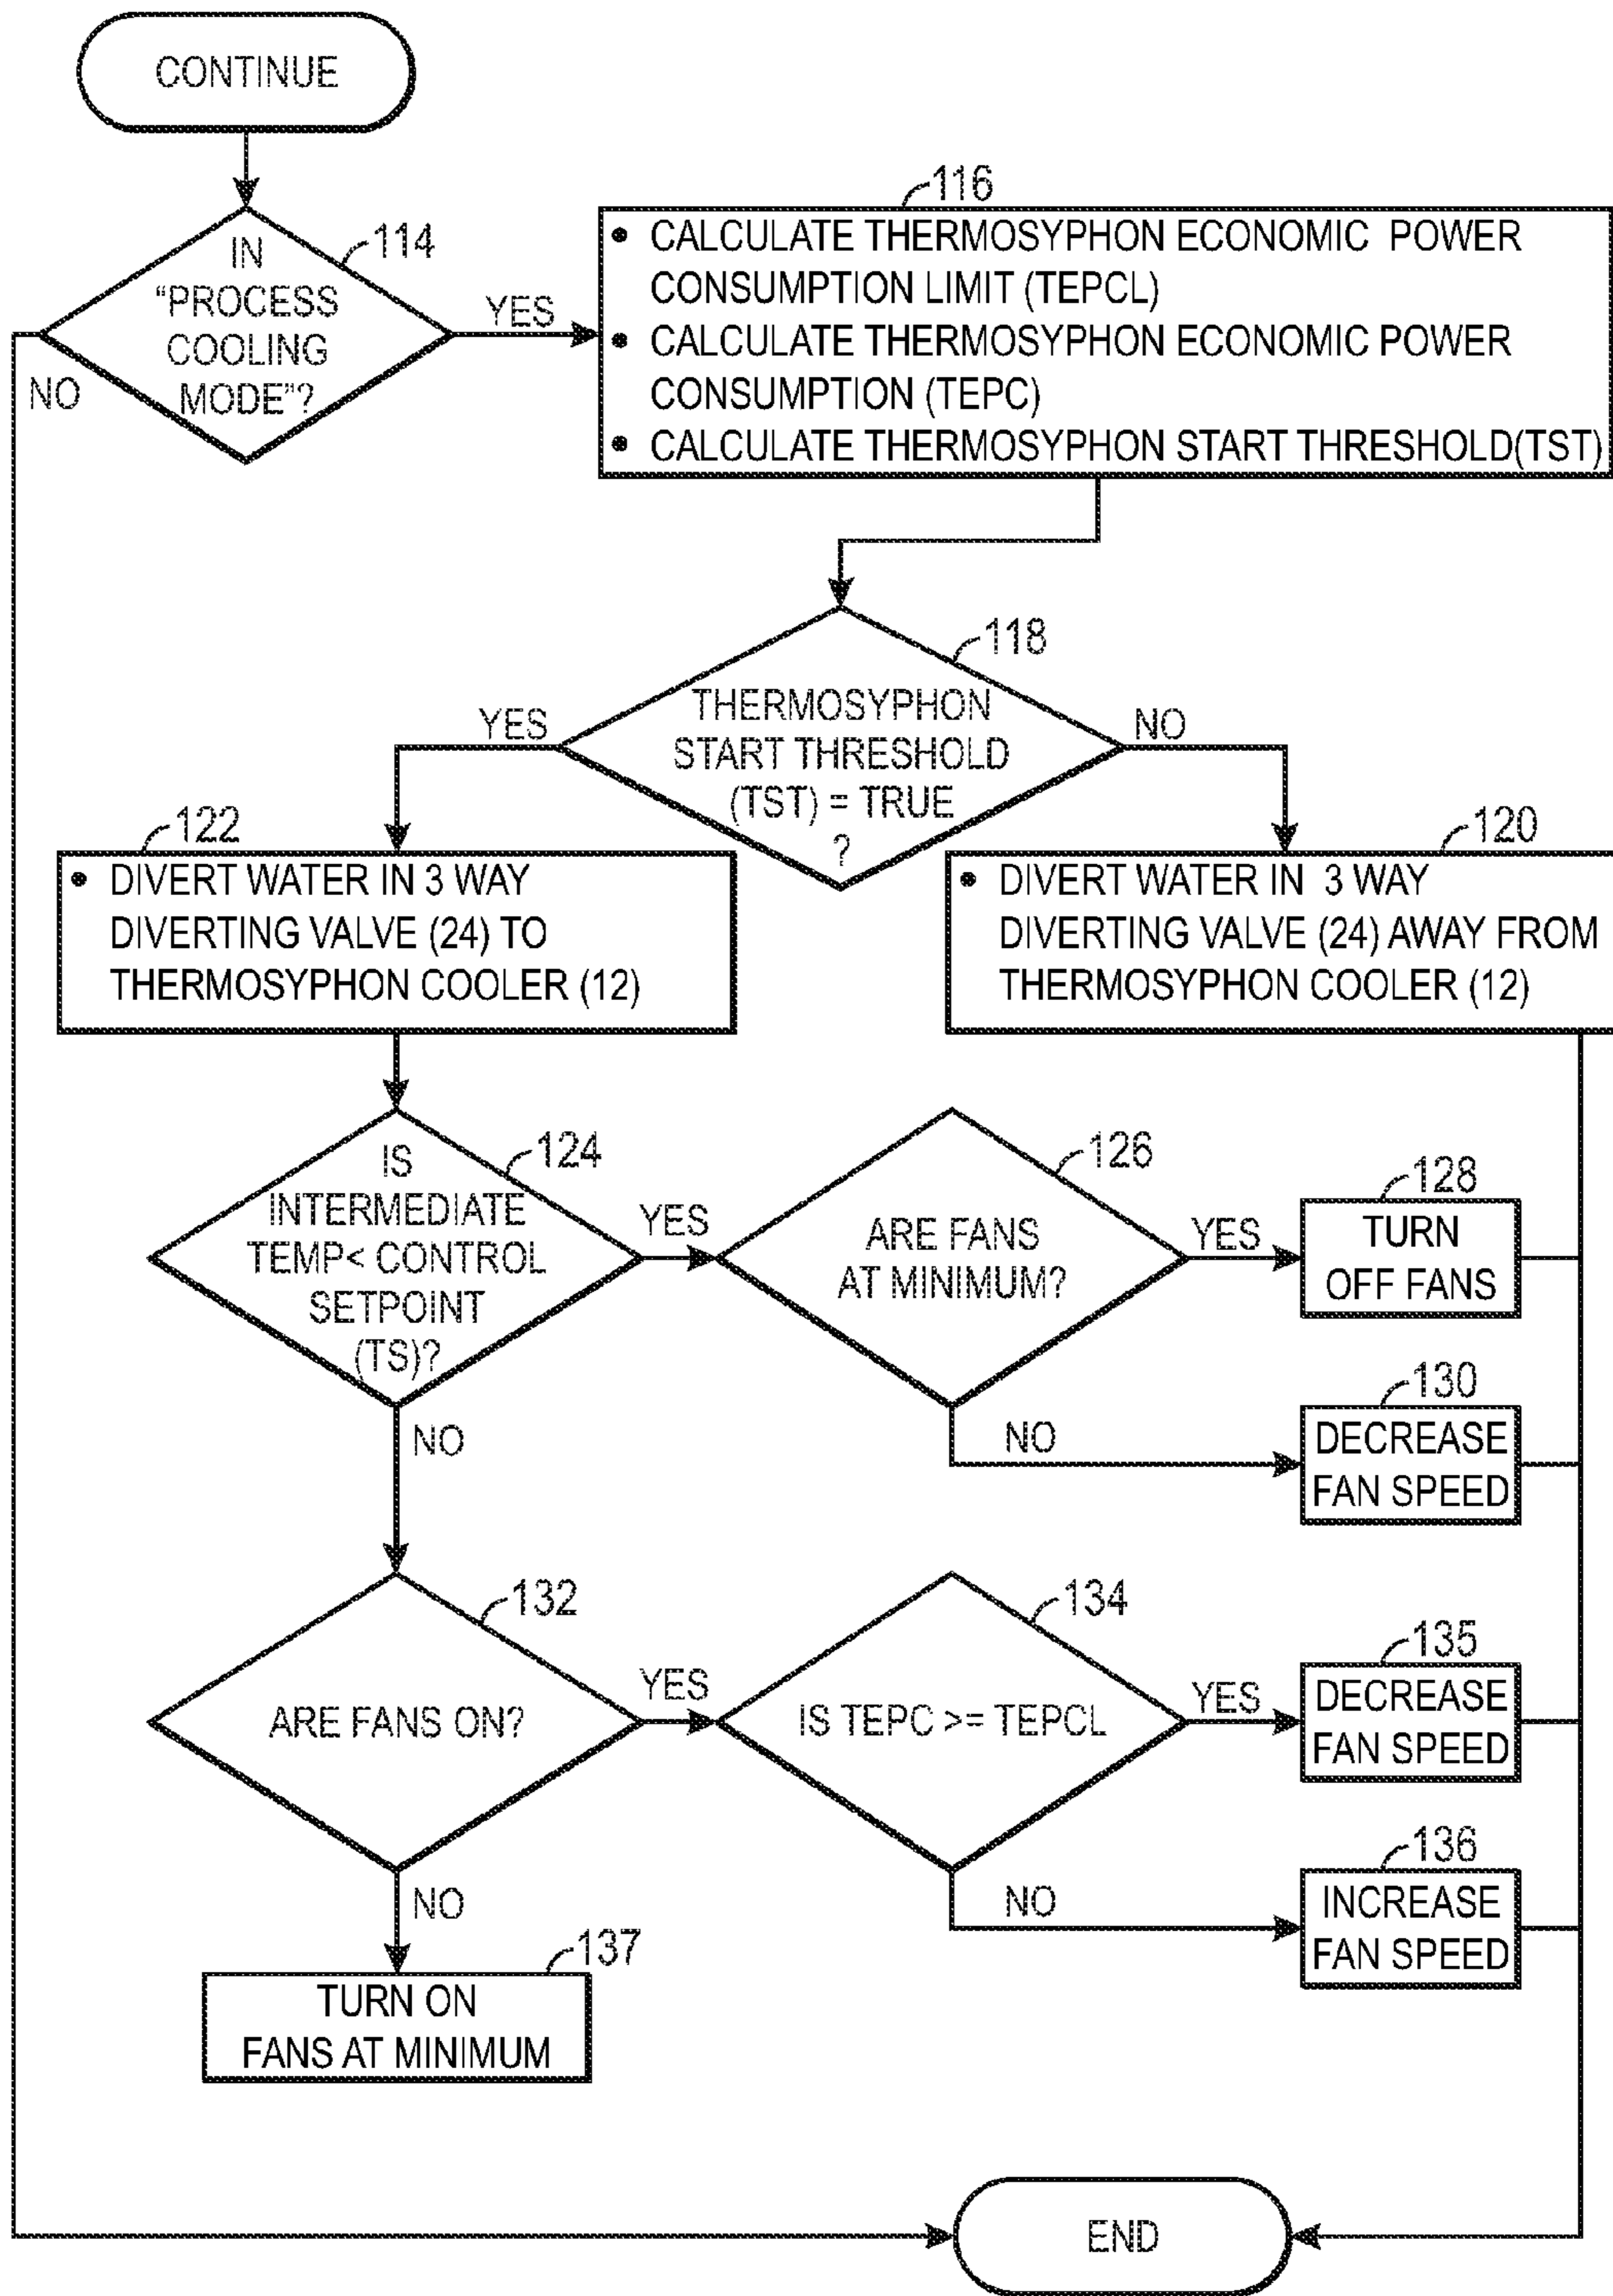 CONTINUE
114
IN
“PROCESS
COOLING
MODE”?
YES
NO
116
• CALCULATE THERMOSYPHON ECONOMIC POWER
CONSUMPTION LIMIT (TEPCL)
• CALCULATE THERMOSYPHON ECONOMIC POWER
CONSUMPTION (TEPC)
• CALCULATE THERMOSYPHON START THRESHOLD(TST)
118
THERMOSYPHON
START THRESHOLD
(TST) = TRUE
?
YES
NO
122
• DIVERT WATER IN 3 WAY
DIVERTING VALVE (24) TO
THERMOSYPHON COOLER (12)
120
• DIVERT WATER IN 3 WAY
DIVERTING VALVE (24) AWAY FROM
THERMOSYPHON COOLER (12)
124
IS
INTERMEDIATE
TEMP< CONTROL
SETPOINT
(TS)?
YES
NO
126
ARE FANS
AT MINIMUM?
YES
NO
128
TURN
OFF FANS
130
DECREASE
FAN SPEED
132
ARE FANS ON?
YES
NO
134
IS TEPC >= TEPCL
YES
NO
135
DECREASE
FAN SPEED
136
INCREASE
FAN SPEED
137
TURN ON
FANS AT MINIMUM
END